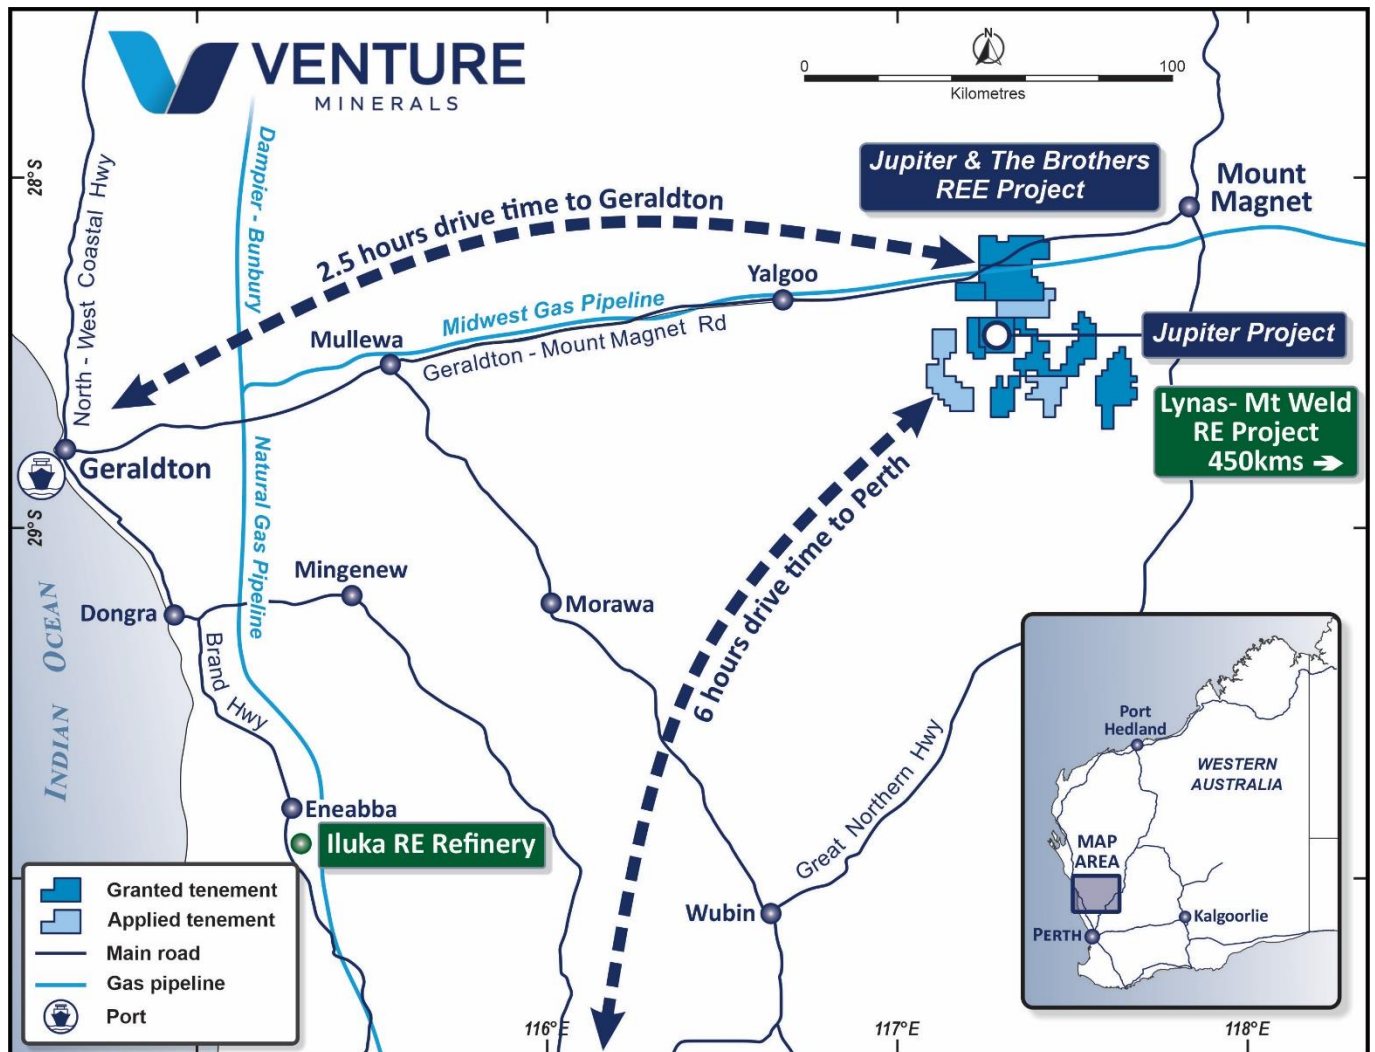 VENTURE
MINERALS
N
0
100
Kilometres
28°S
29°S
North - West Coastal Hwy
Dampier - Bunbury
Natural Gas Pipeline
2.5 hours drive time to Geraldton
Jupiter & The Brothers
REE Project
Mount
Magnet
Yalgoo
Midwest Gas Pipeline
Geraldton - Mount Magnet Rd
Mullewa
Jupiter Project
Lynas- Mt Weld
RE Project
450kms
Geraldton
6 hours drive time to Perth
Mingenew
Morawa
Dongra
Brand Hwy
INDIAN OCEAN
Eneabba
Iluka RE Refinery
Great Northern Hwy
Wubin
Port
Hedland
WESTERN
AUSTRALIA
MAP
AREA
Kalgoorlie
PERTH
Granted tenement
Applied tenement
Main road
Gas pipeline
Port
116°E
117°E
118°E